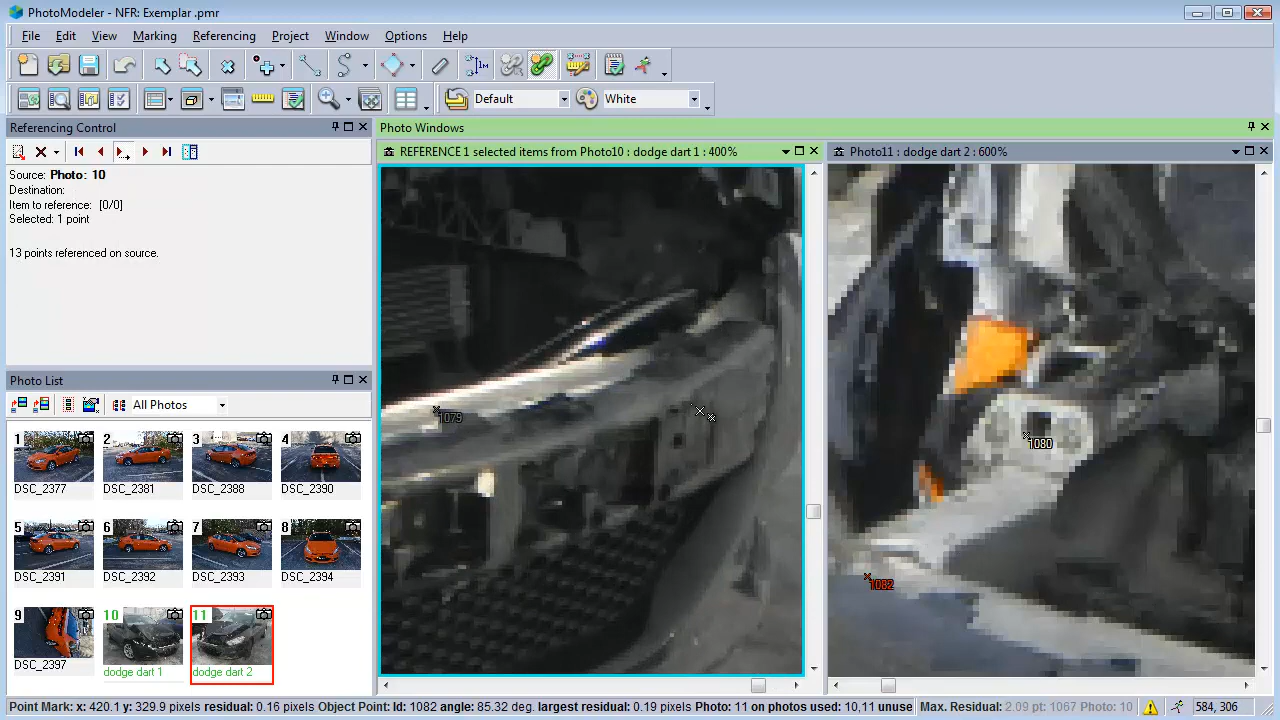 PhotoModeler - NFR: Exemplar .pmr
File Edit View Marking Referencing Project Window Options Help
Default White
Referencing Control
Source: Photo: 10
Destination:
Item to reference: [0/0]
Selected: 1 point
13 points referenced on source.
Photo List
All Photos
1 2 3 4
DSC_2377 DSC_2381 DSC_2388 DSC_2390
5 6 7 8
DSC_2391 DSC_2392 DSC_2393 DSC_2394
9 10 11
DSC_2397 dodge dart 1 dodge dart 2
Photo Windows
REFERENCE 1 selected items from Photo10 : dodge dart 1 : 400%
1079
Photo11 : dodge dart 2 : 600%
1080
1082
Point Mark: x: 420.1 y: 329.9 pixels residual: 0.16 pixels Object Point: Id: 1082 angle: 85.32 deg. largest residual: 0.19 pixels Photo: 11 on photos used: 10,11 unuse
Max. Residual: 2.09 pt: 1067 Photo: 10
584, 306